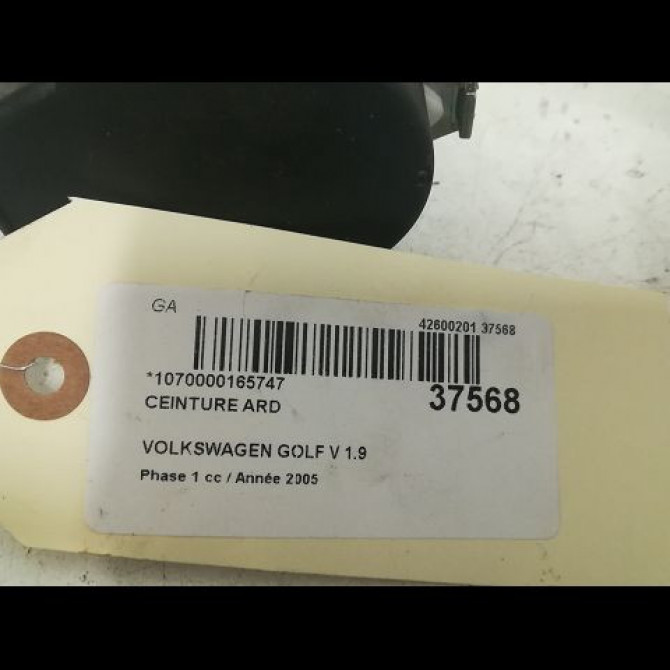 GA
42600201 37568
*1070000165747
37568
CEINTURE ARD
VOLKSWAGEN GOLF V 1.9
Phase 1 cc / Année 2005